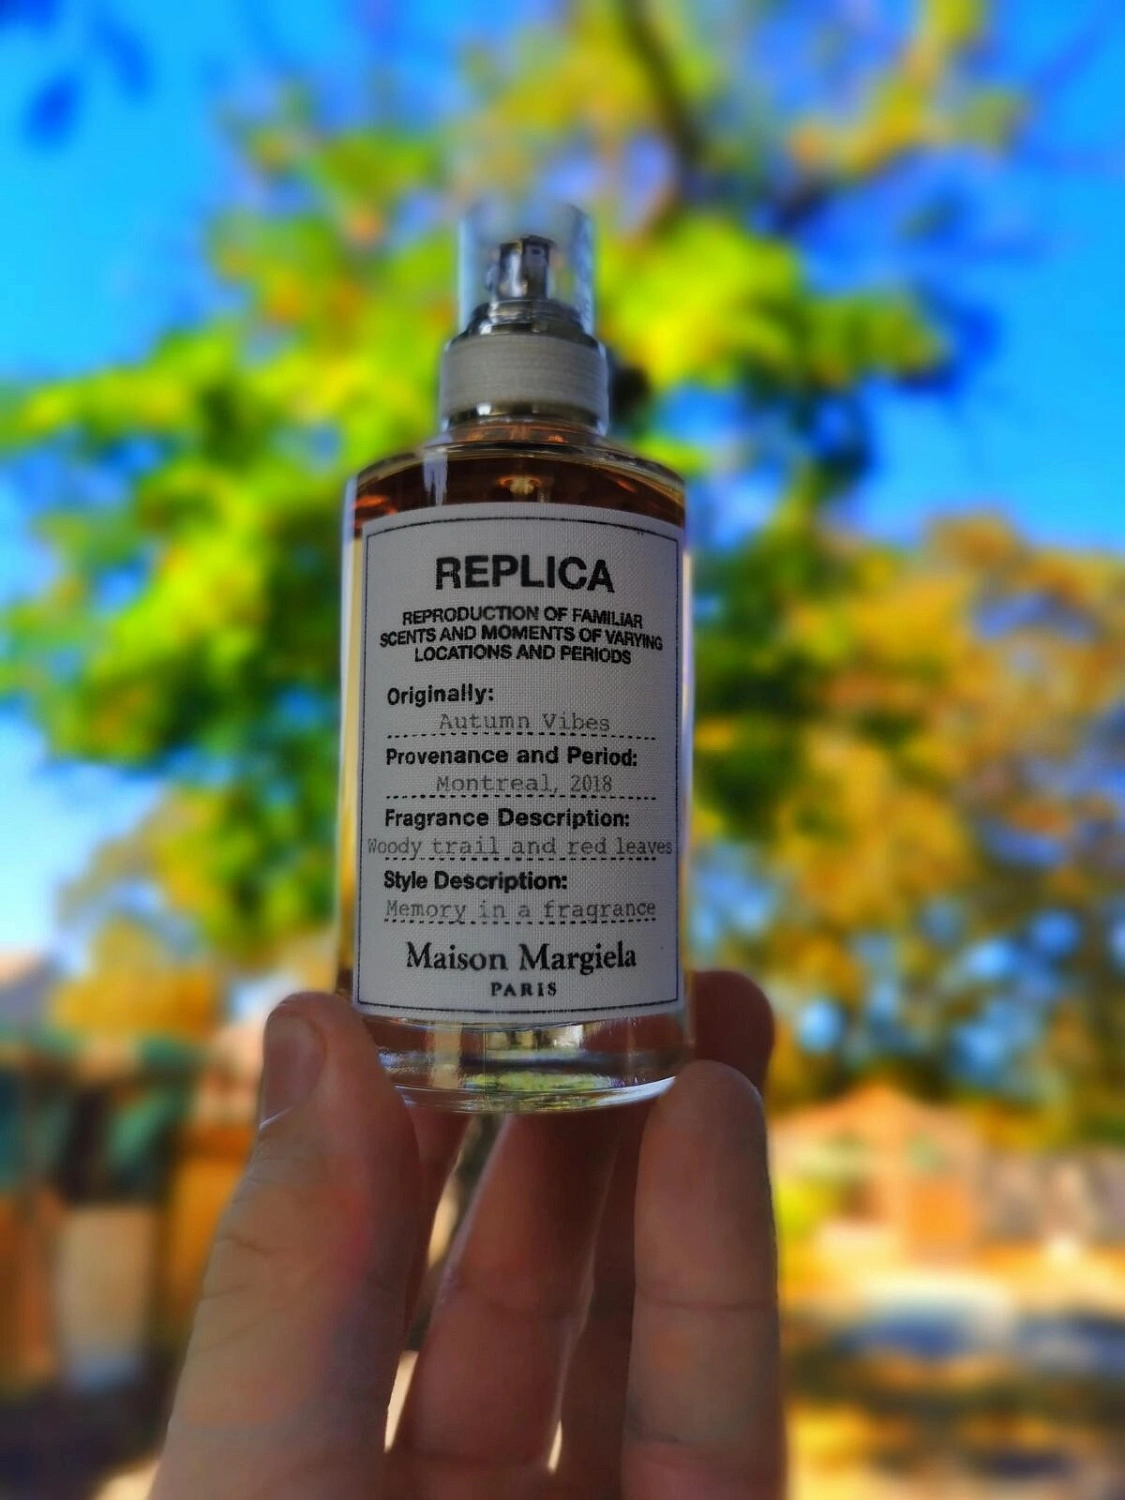 REPLICA
REPRODUCTION OF FAMILIAR
SCENTS AND MOMENTS OF VARYING
LOCATIONS AND PERIODS
Originally:
Autumn Vibes
Provenance and Period:
Montreal, 2018
Fragrance Description:
Woody trail and red leaves
Style Description:
Memory in a fragrance
Maison Margiela
PARIS